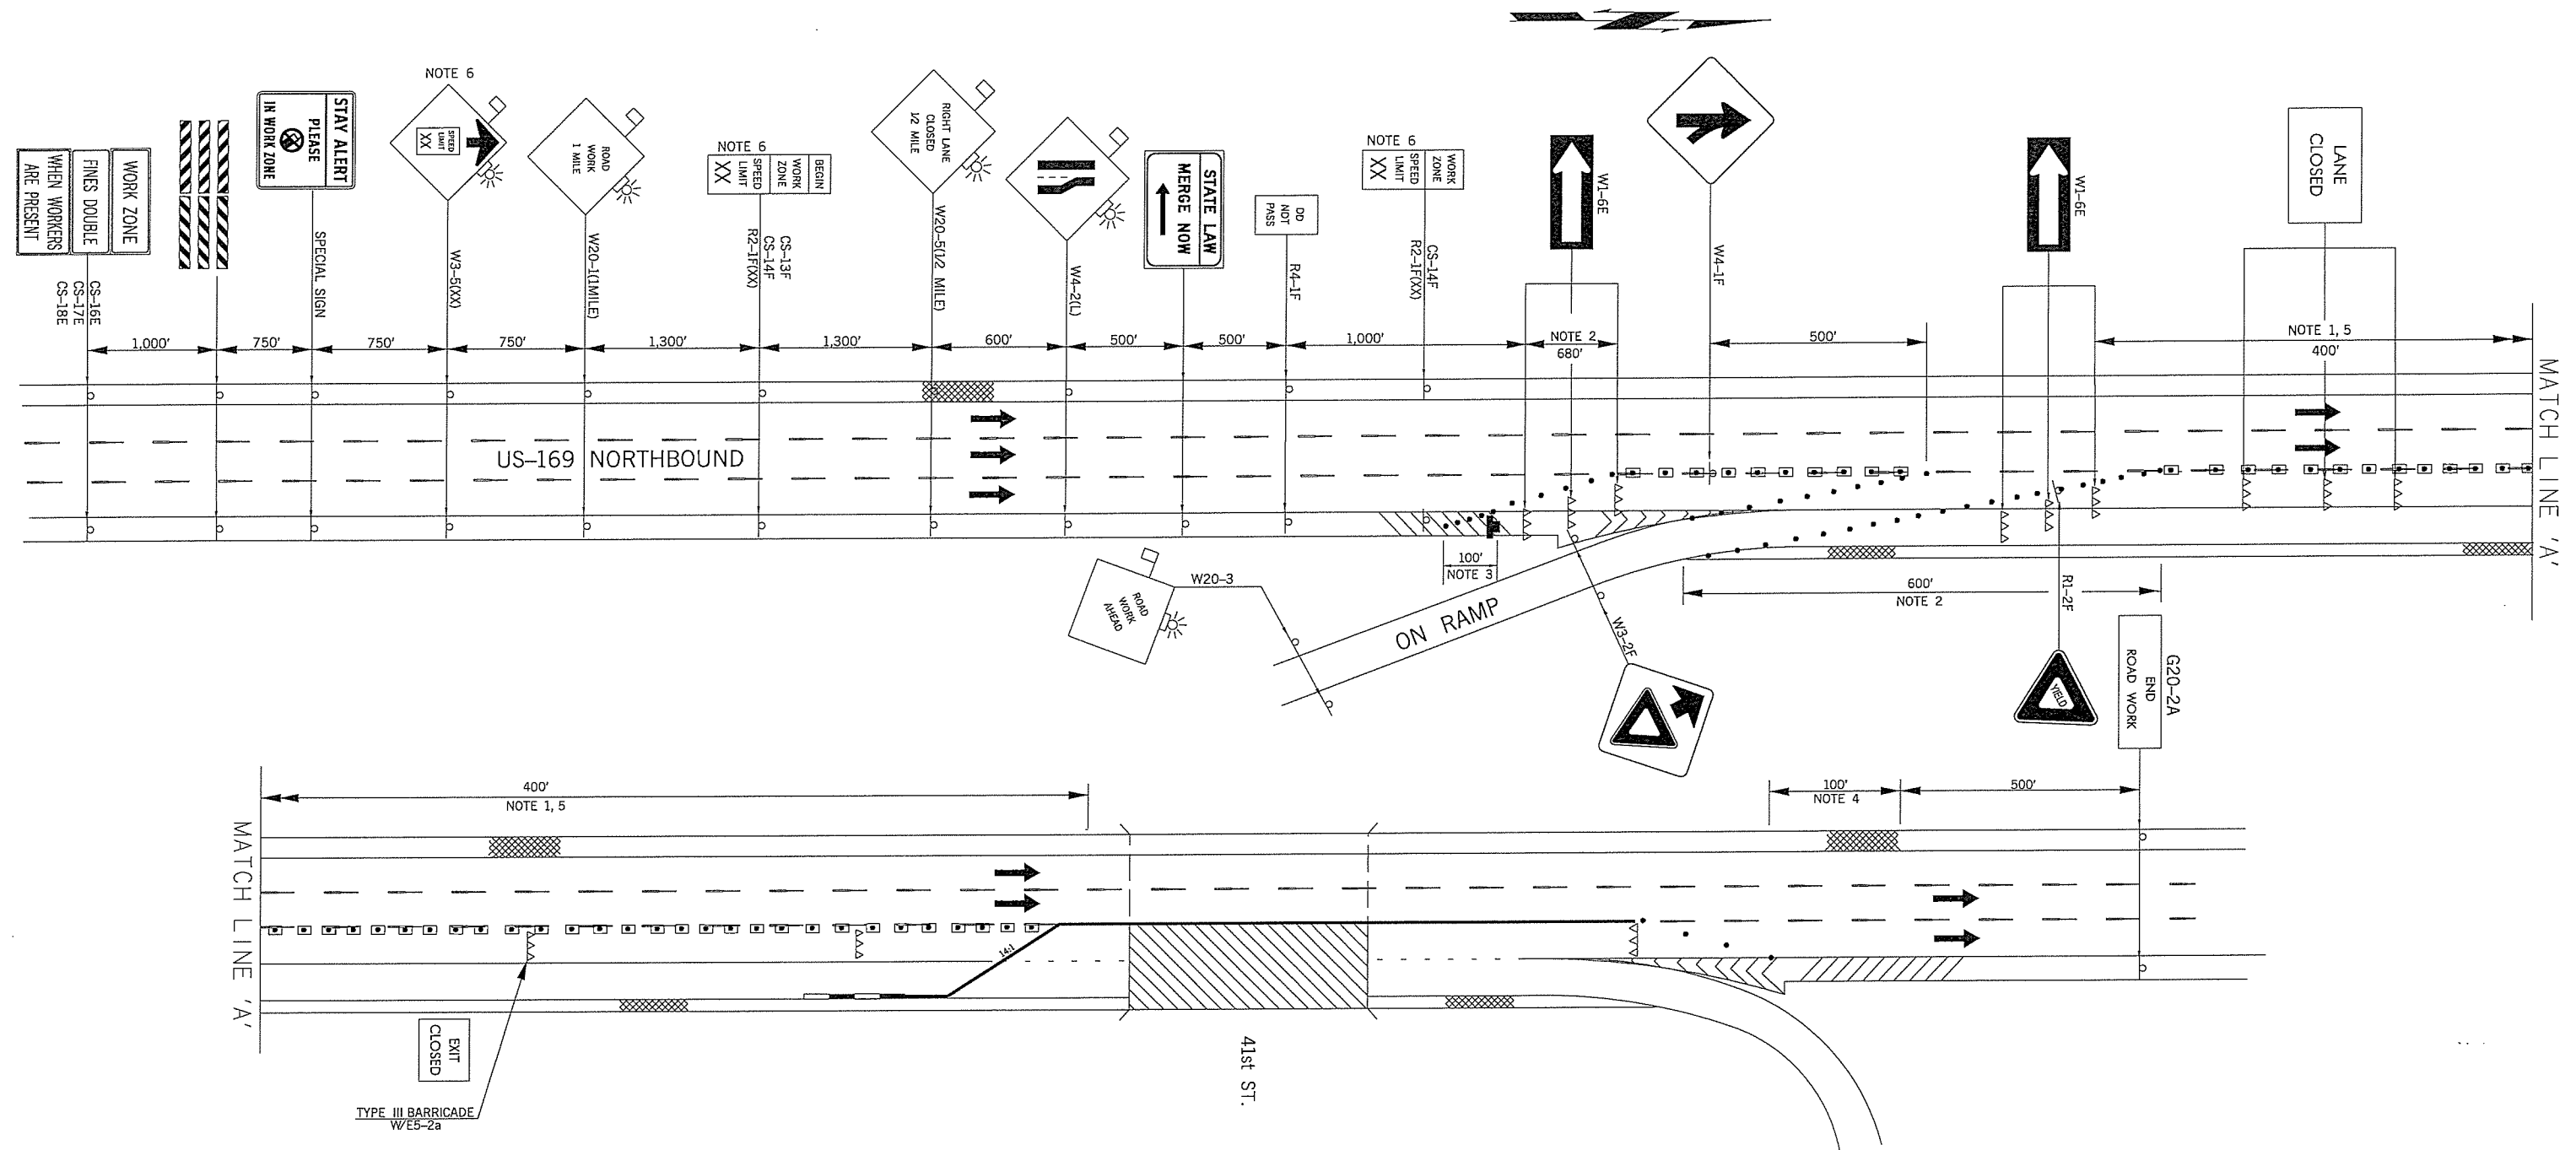 NOTE 6
WORK ZONE
FINES DOUBLE
WHEN WORKERS
ARE PRESENT
CS-16E
CS-17E
CS-18E
STAY ALERT
PLEASE
IN WORK ZONE
SPECIAL SIGN
SPEED
LIMIT
XX
W3-5(XX)
ROAD
WORK
1 MILE
W20-1(1MILE)
NOTE 6
BEGIN
WORK
ZONE
SPEED
LIMIT
XX
CS-13F
CS-14F
R2-1F(XX)
RIGHT LANE
CLOSED
1/2 MILE
W20-5(1/2 MILE)
W4-2(L)
STATE LAW
MERGE NOW
DO
NOT
PASS
R4-1F
NOTE 6
WORK
ZONE
SPEED
LIMIT
XX
CS-14F
R2-1F(XX)
W1-6E
W4-1F
W1-6E
LANE
CLOSED
1,000'
750'
750'
750'
1,300'
1,300'
600'
500'
500'
1,000'
NOTE 2
680'
500'
NOTE 1, 5
400'
MATCH LINE 'A'
US-169 NORTHBOUND
100'
NOTE 3
600'
NOTE 2
ROAD
WORK
AHEAD
W20-3
ON RAMP
W3-2F
R1-2F
YIELD
G20-2A
END
ROAD WORK
400'
NOTE 1, 5
100'
NOTE 4
500'
MATCH LINE 'A'
14:1
EXIT
CLOSED
41st ST.
TYPE III BARRICADE
W/E5-2a